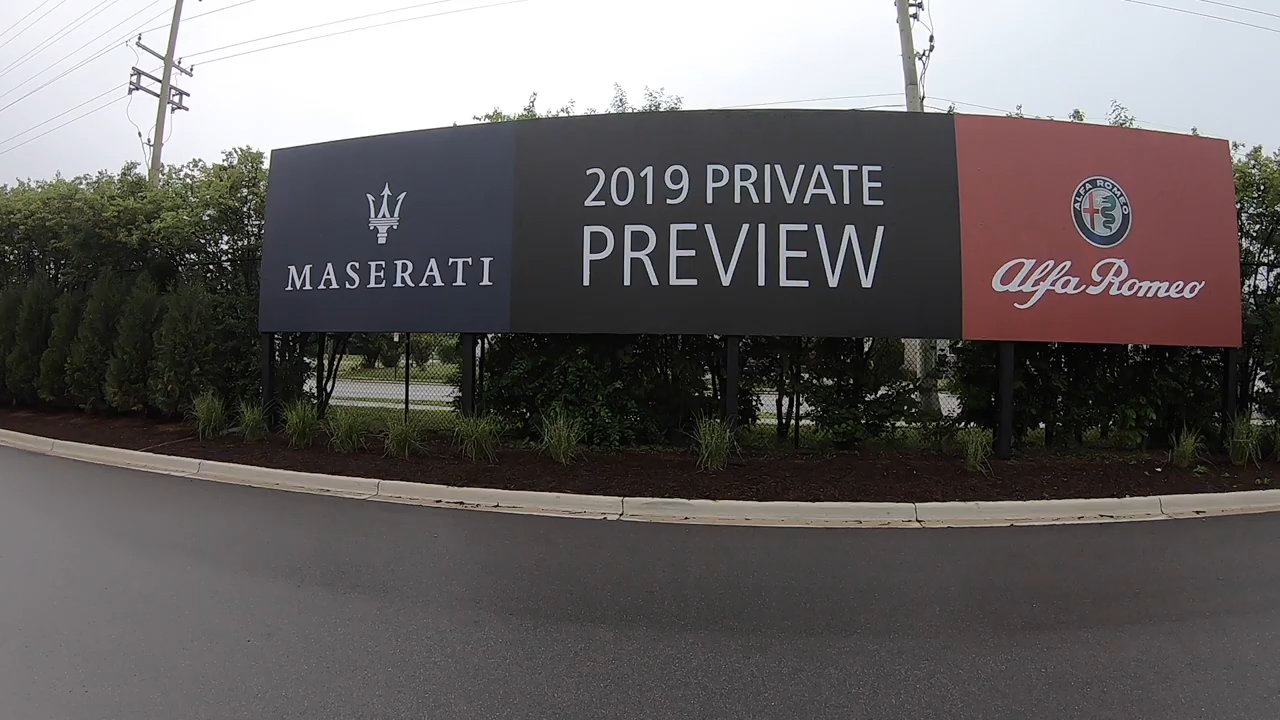 MASERATI
2019 PRIVATE
PREVIEW
ALFA ROMEO
Alfa Romeo